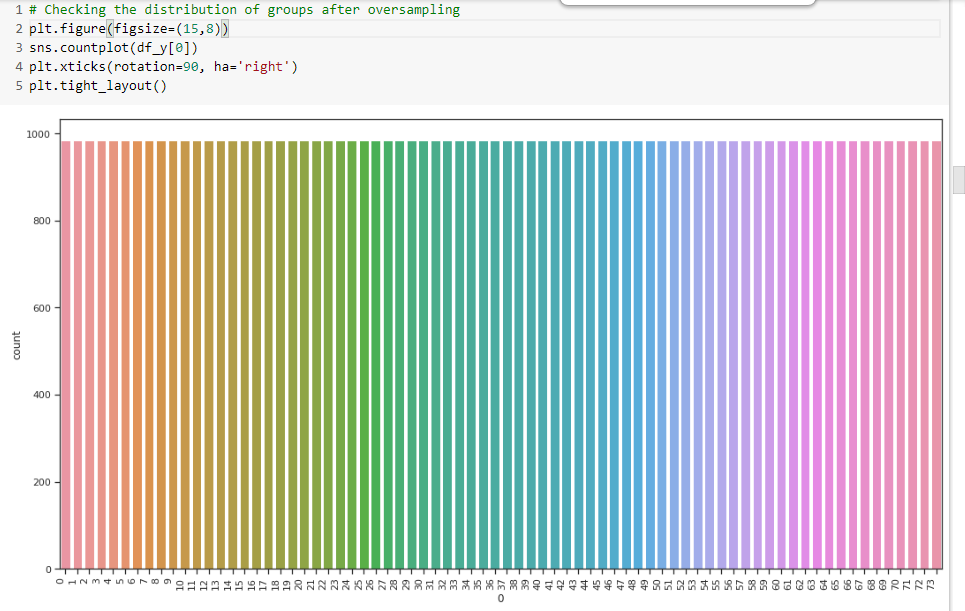 1 # Checking the distribution of groups after oversampling
2 plt.figure(figsize=(15,8))
3 sns.countplot(df_y[0])
4 plt.xticks(rotation=90, ha='right')
5 plt.tight_layout()
1000
800
600
400
200
0
count
0 1 2 3 4 5 6 7 8 9 10 11 12 13 14 15 16 17 18 19 20 21 22 23 24 25 26 27 28 29 30 31 32 33 34 35 36 37 38 39 40 41 42 43 44 45 46 47 48 49 50 51 52 53 54 55 56 57 58 59 60 61 62 63 64 65 66 67 68 69 70 71 72 73
0